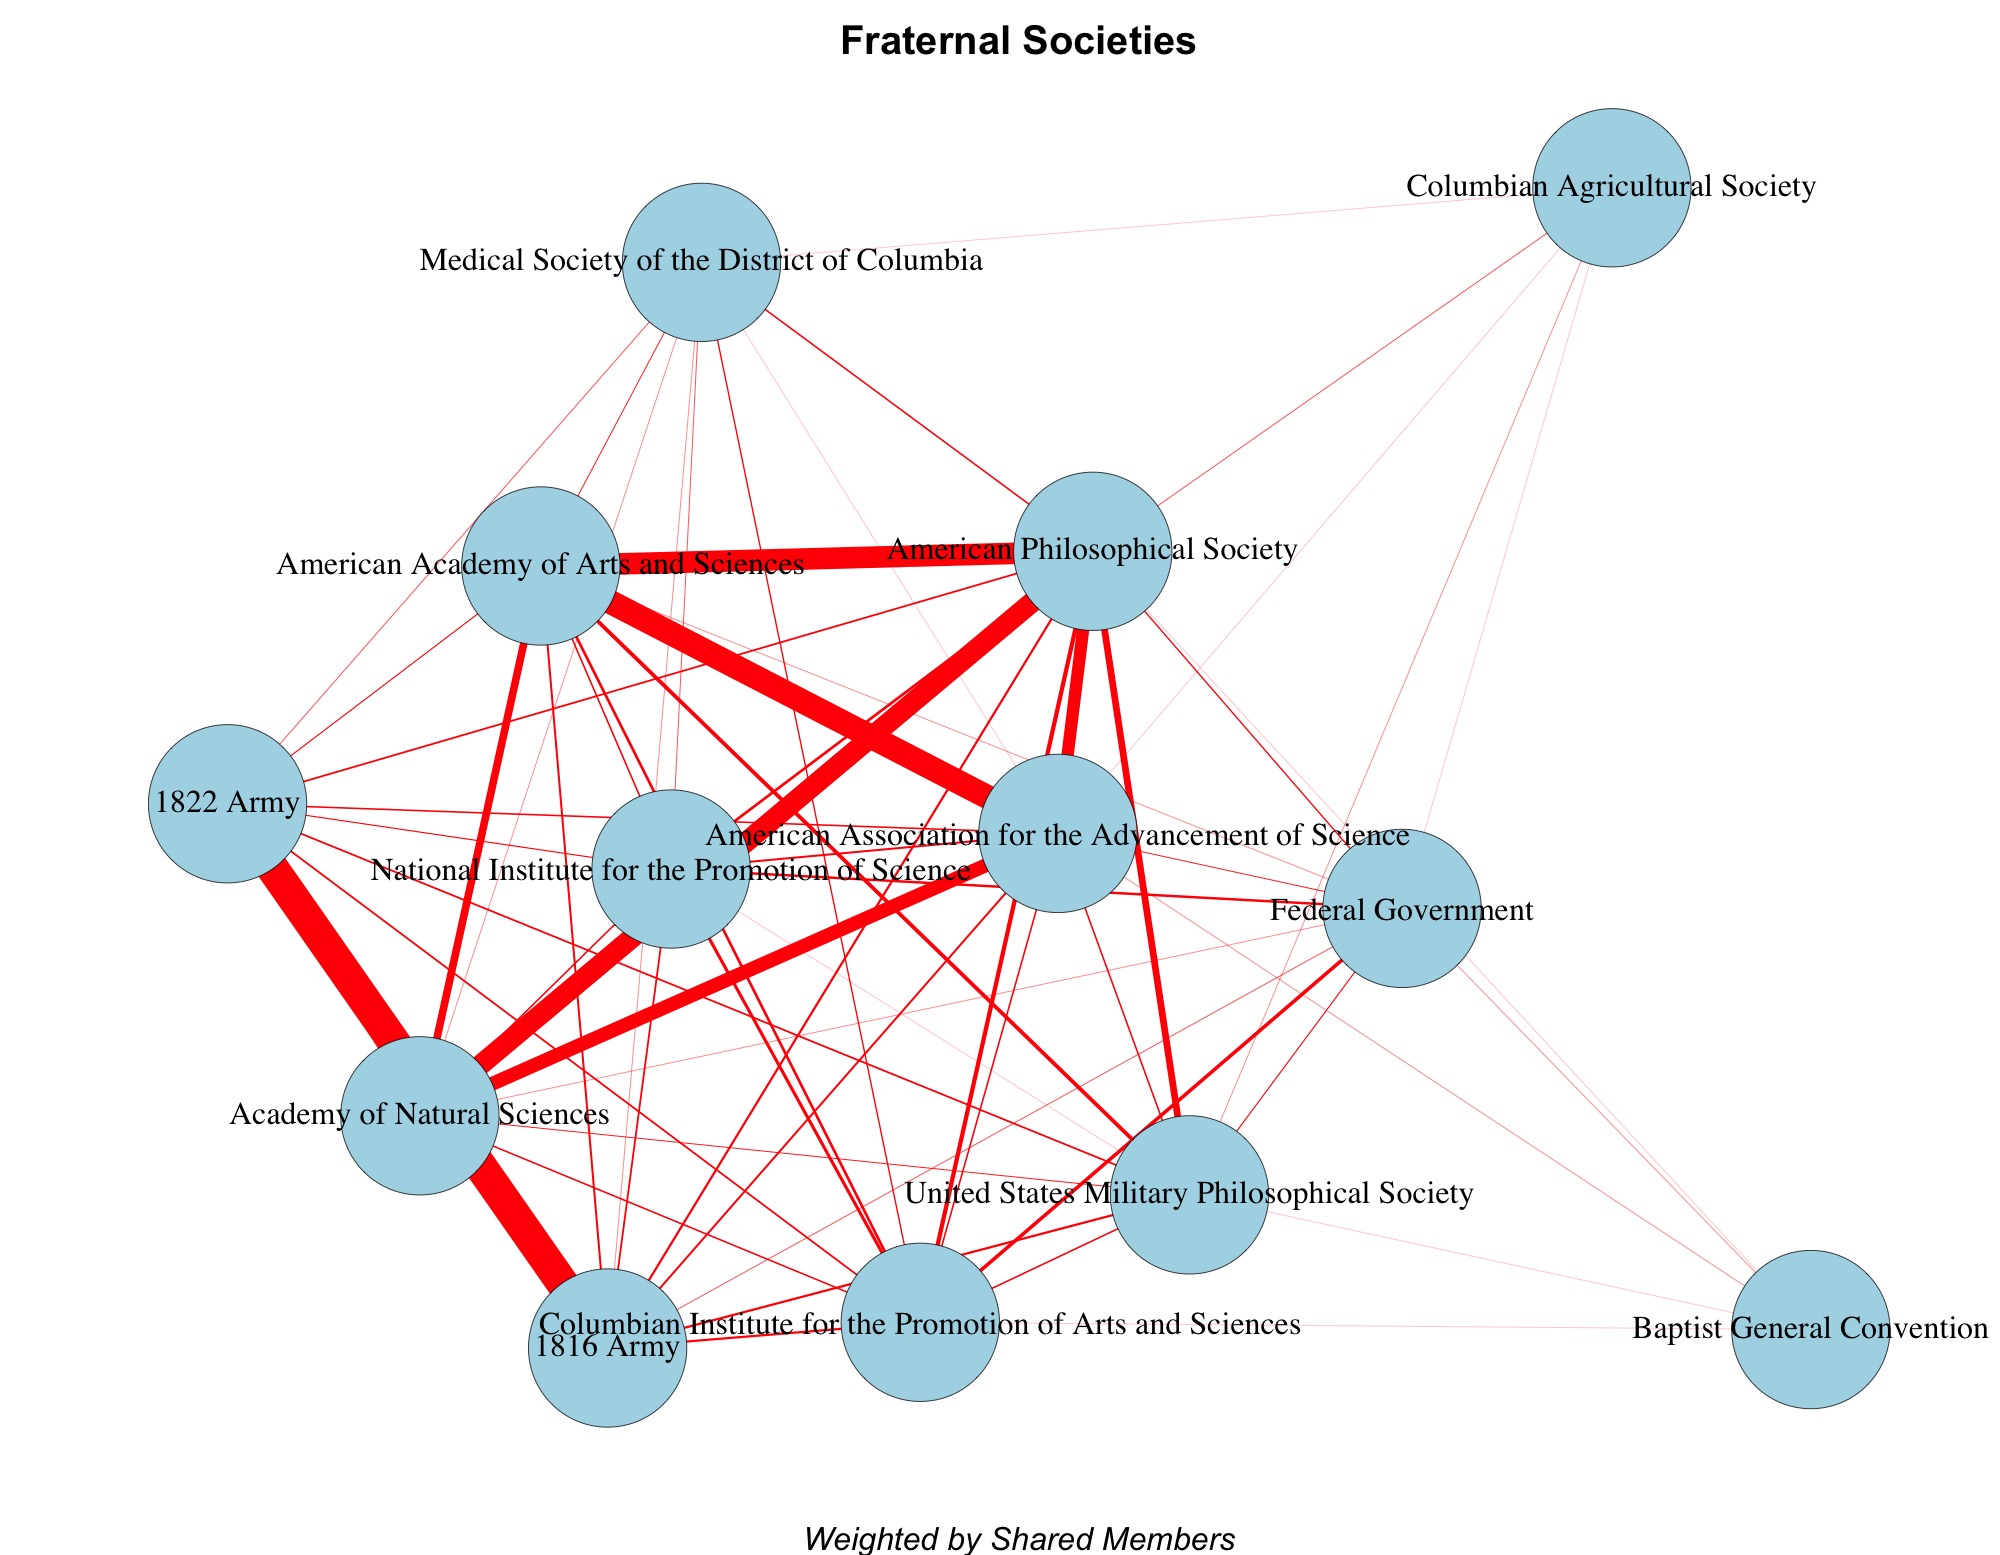 Fraternal Societies
Columbian Agricultural Society
Medical Society of the District of Columbia
American Philosophical Society
American Academy of Arts and Sciences
1822 Army
American Association for the Advancement of Science
National Institute for the Promotion of Science
Federal Government
Academy of Natural Sciences
United States Military Philosophical Society
Columbian Institute for the Promotion of Arts and Sciences
Baptist General Convention
1816 Army
Weighted by Shared Members